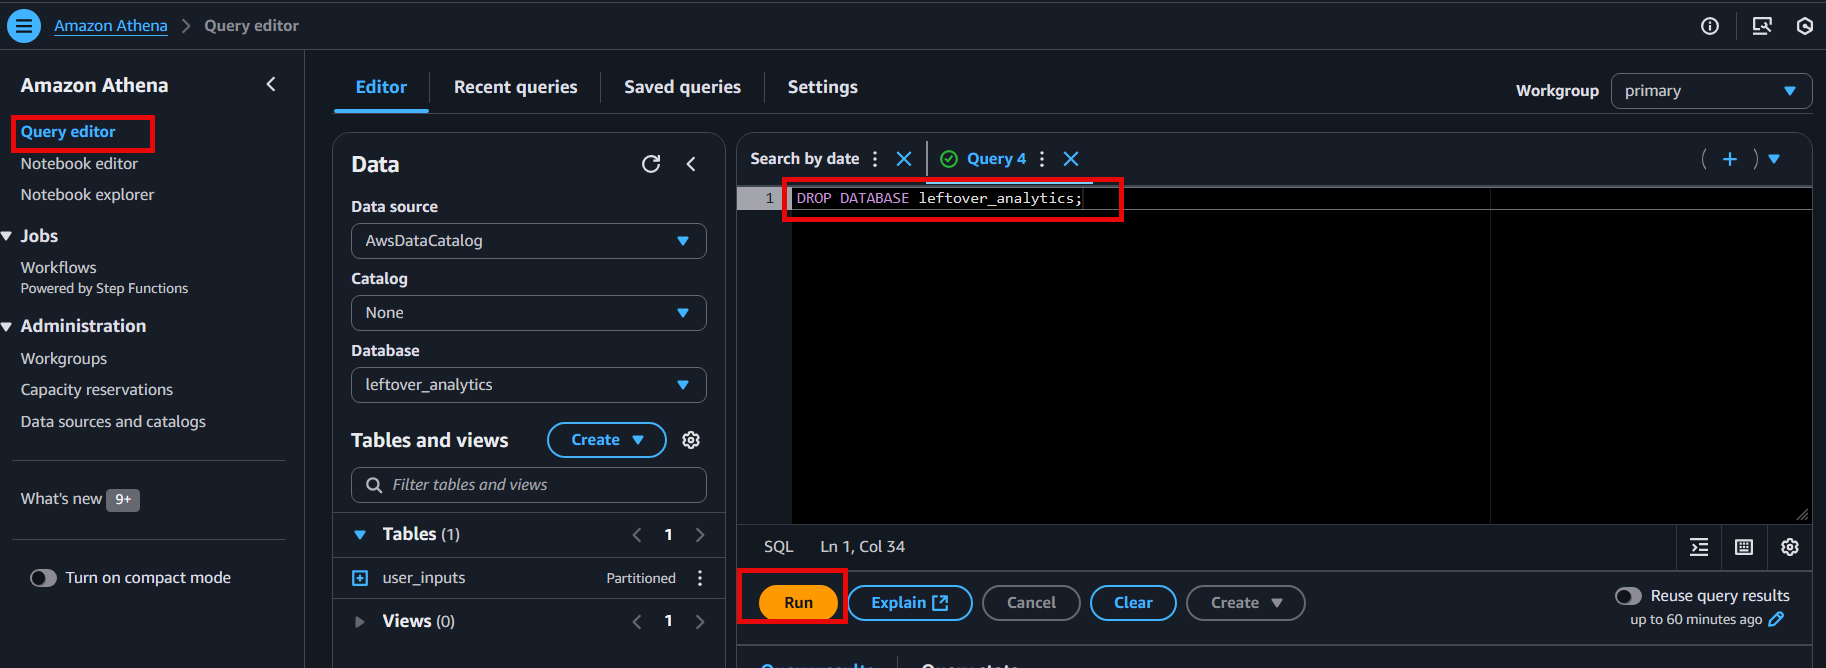 Amazon Athena > Query editor
Amazon Athena
Query editor
Notebook editor
Notebook explorer
Jobs
Workflows
Powered by Step Functions
Administration
Workgroups
Capacity reservations
Data sources and catalogs
What's new 9+
Turn on compact mode
Editor
Recent queries
Saved queries
Settings
Workgroup primary
Data
Data source
AwsDataCatalog
Catalog
None
Database
leftover_analytics
Tables and views Create
Filter tables and views
Tables (1) 1
user_inputs Partitioned
Views (0) 1
Search by date
Query 4
1 DROP DATABASE leftover_analytics;
SQL Ln 1, Col 34
Run
Explain
Cancel
Clear
Create
Reuse query results
up to 60 minutes ago